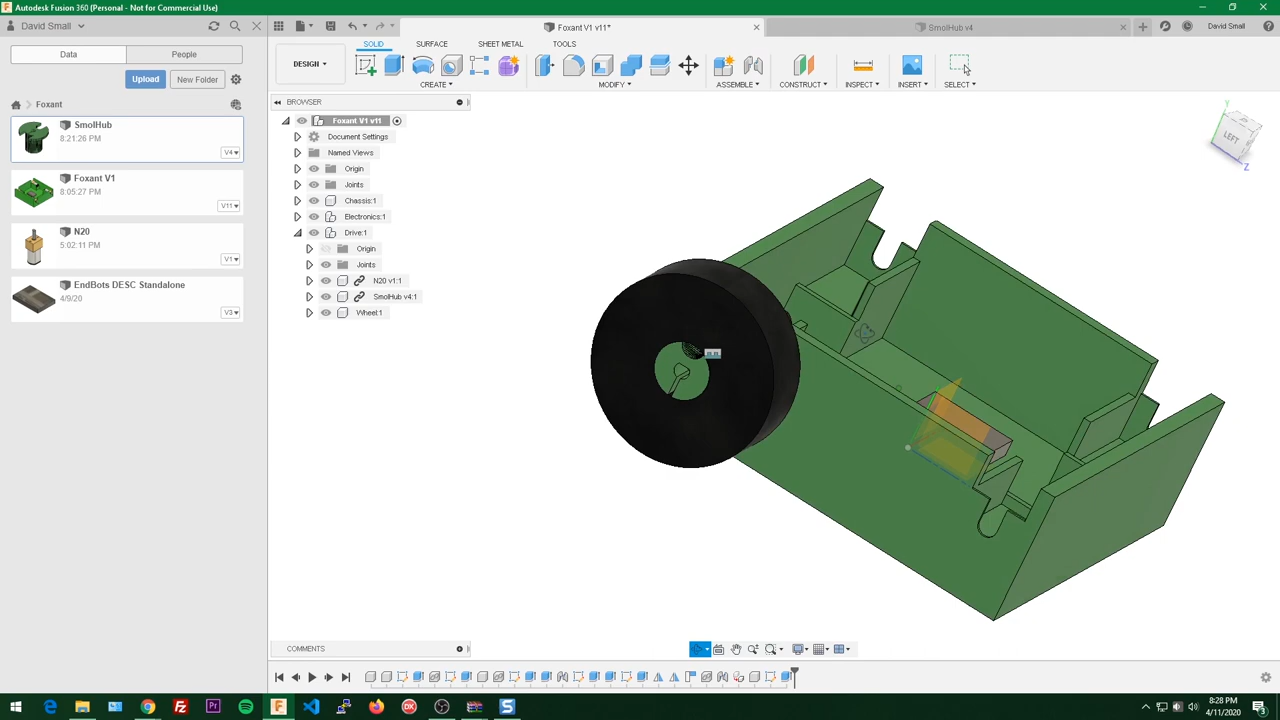 Autodesk Fusion 360 (Personal - Not for Commercial Use)
David Small
Foxant V1 v11*
SmolHub v4
David Small
Data
People
SOLID
SURFACE
SHEET METAL
TOOLS
DESIGN
CREATE
MODIFY
ASSEMBLE
CONSTRUCT
INSPECT
INSERT
SELECT
Upload
New Folder
Foxant
SmolHub
8:21:26 PM
V4
Foxant V1
8:05:27 PM
V11
N20
5:02:11 PM
V1
EndBots DESC Standalone
4/9/20
V3
BROWSER
Foxant V1 v11
Document Settings
Named Views
Origin
Joints
Chassis:1
Electronics:1
Drive:1
Origin
Joints
N20 v1:1
SmolHub v4:1
Wheel:1
Y
LEFT
Z
COMMENTS
8:28 PM
4/11/2020